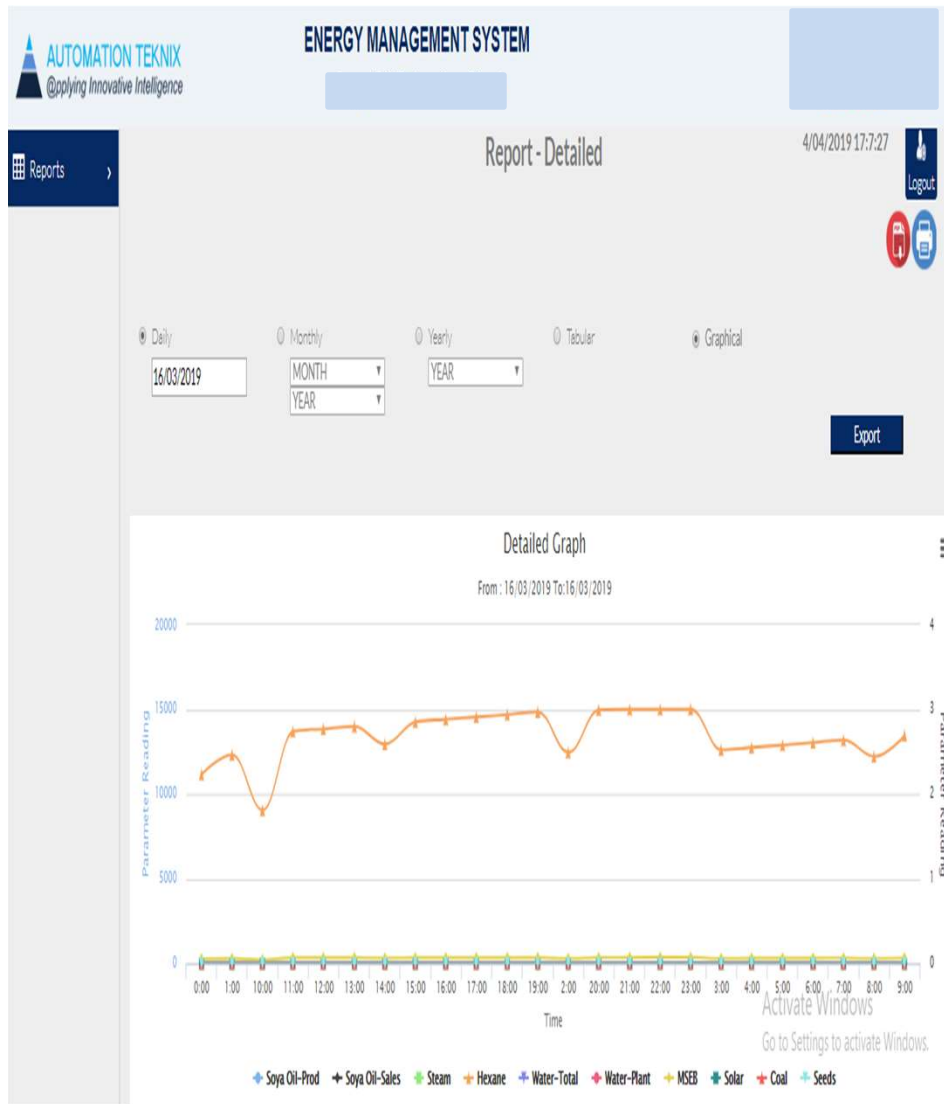 AUTOMATION TEKNIX
@pplying Innovative Intelligence
ENERGY MANAGEMENT SYSTEM
Reports
Report - Detailed
4/04/2019 17:7:27
Logout
Daily
Monthly
Yearly
Tabular
Graphical
16/03/2019
MONTH
YEAR
YEAR
Export
Detailed Graph
From : 16/03/2019 To:16/03/2019
Parameter Reading
20000
15000
10000
5000
0
4
3
2
1
0
Parameter Reading
0:00 1:00 10:00 11:00 12:00 13:00 14:00 15:00 16:00 17:00 18:00 19:00 2:00 20:00 21:00 22:00 23:00 3:00 4:00 5:00 6:00 7:00 8:00 9:00
Time
Activate Windows
Go to Settings to activate Windows.
Soya Oil-Prod Soya Oil-Sales Steam Hexane Water-Total Water-Plant MSEB Solar Coal Seeds